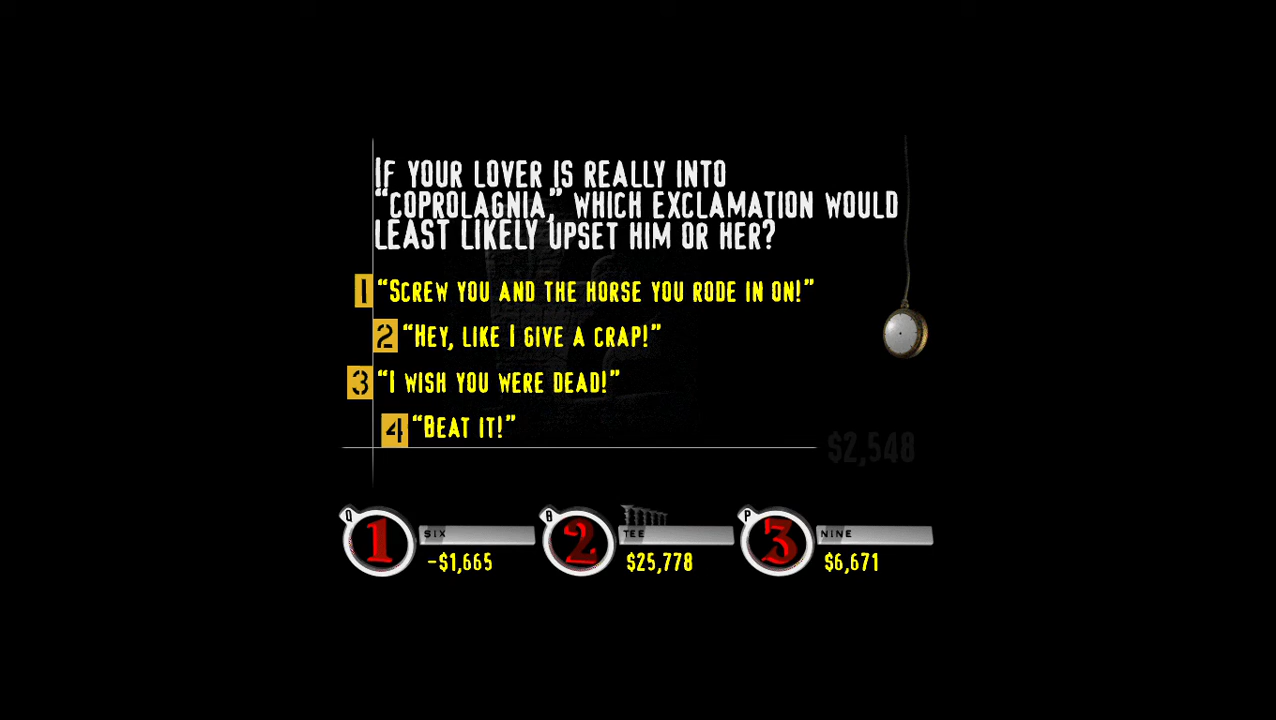 If your lover is really into
“coprolagnia,” which exclamation would
least likely upset him or her?
1 “Screw you and the horse you rode in on!”
2 “Hey, like I give a crap!”
3 “I wish you were dead!”
4 “Beat it!”
$2,548
Q 1 SIX -$1,665
B 2 TEE $25,778
P 3 NINE $6,671